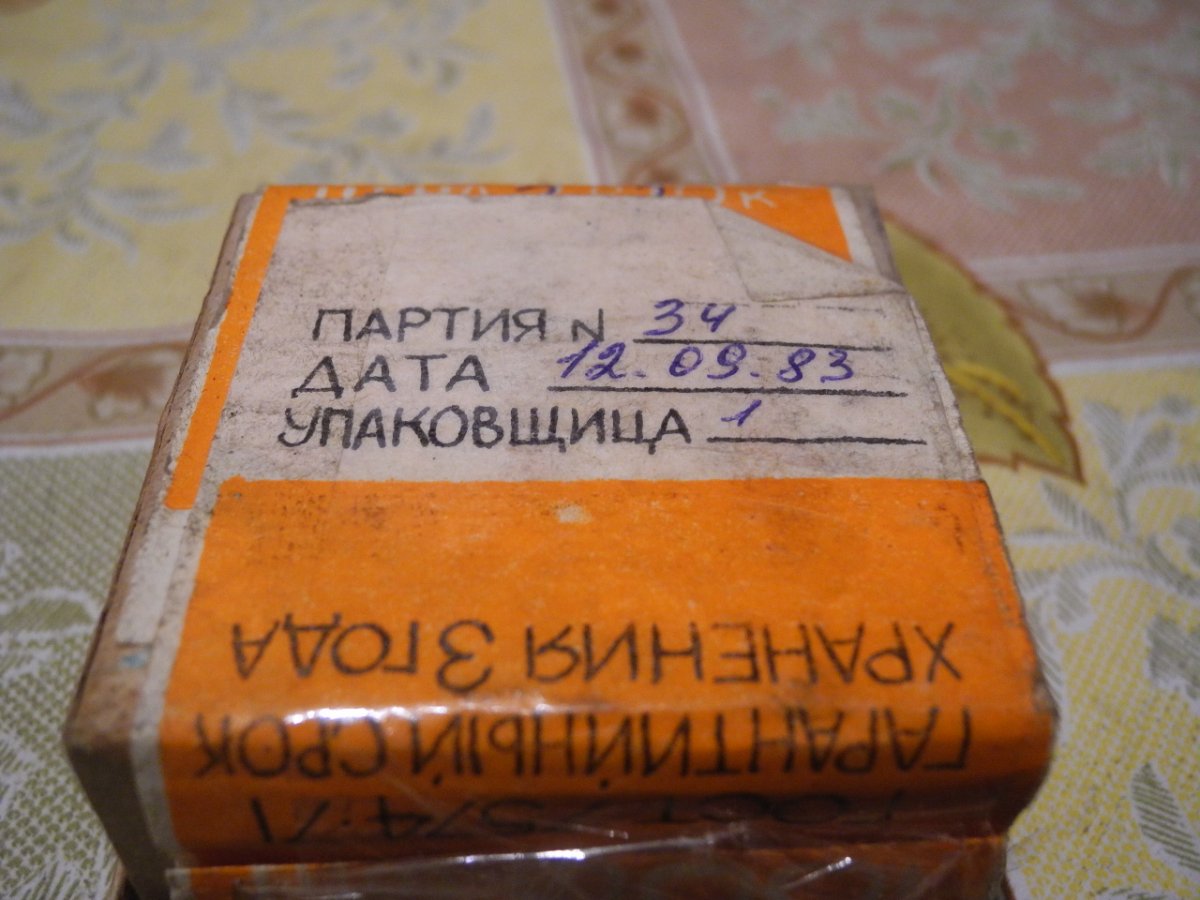 ПАРТИЯ N 34
ДАТА 12.09.83
УПАКОВЩИЦА 1
ГАРАНТИЙНЫЙ СРОК
ХРАНЕНИЯ 3 ГОДА